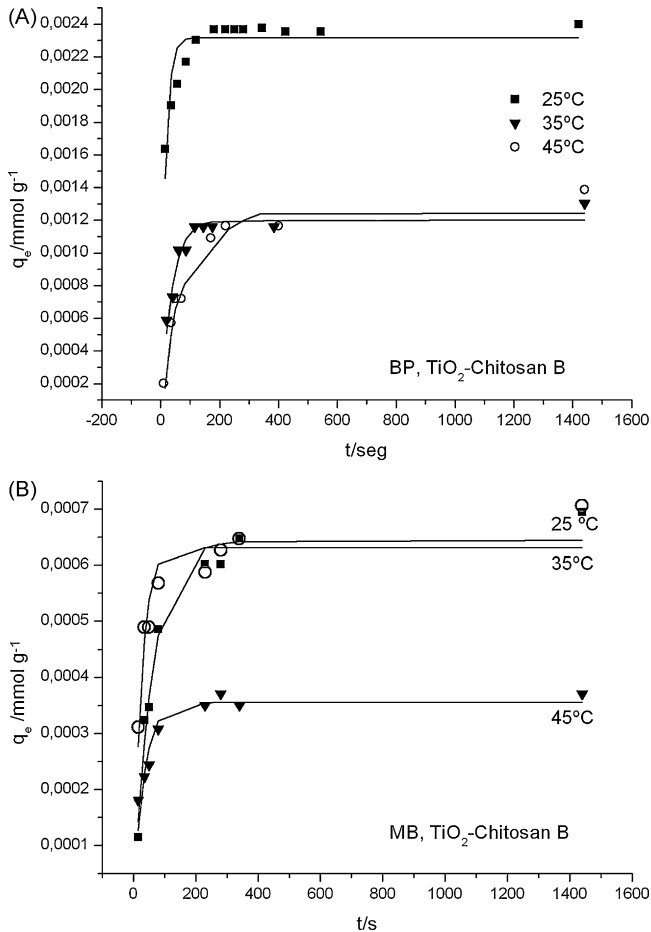 (A)
0,0024
0,0022
0,0020
0,0018
0,0016
0,0014
0,0012
0,0010
0,0008
0,0006
0,0004
0,0002
qₑ/mmol g⁻¹
25ºC
35ºC
45ºC
BP, TiO₂-Chitosan B
-200 0 200 400 600 800 1000 1200 1400 1600
t/seg
(B)
0,0007
0,0006
0,0005
0,0004
0,0003
0,0002
0,0001
qₑ /mmol g⁻¹
25 ºC
35ºC
45ºC
MB, TiO₂-Chitosan B
0 200 400 600 800 1000 1200 1400 1600
t/s